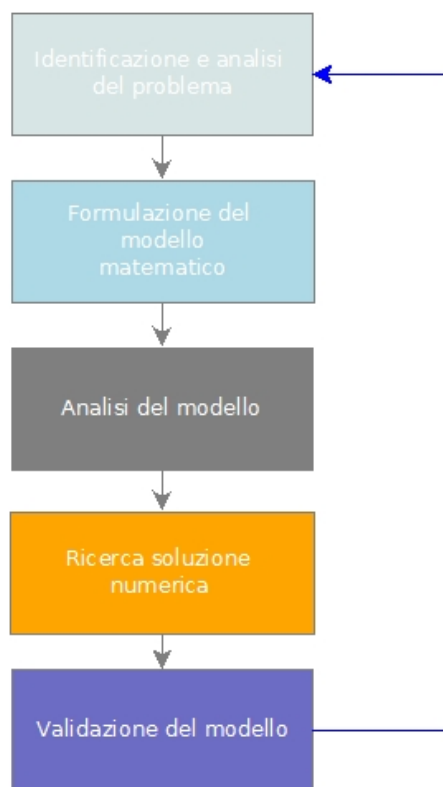 Identificazione e analisi
del problema
Formulazione del
modello
matematico
Analisi del modello
Ricerca soluzione
numerica
Validazione del modello